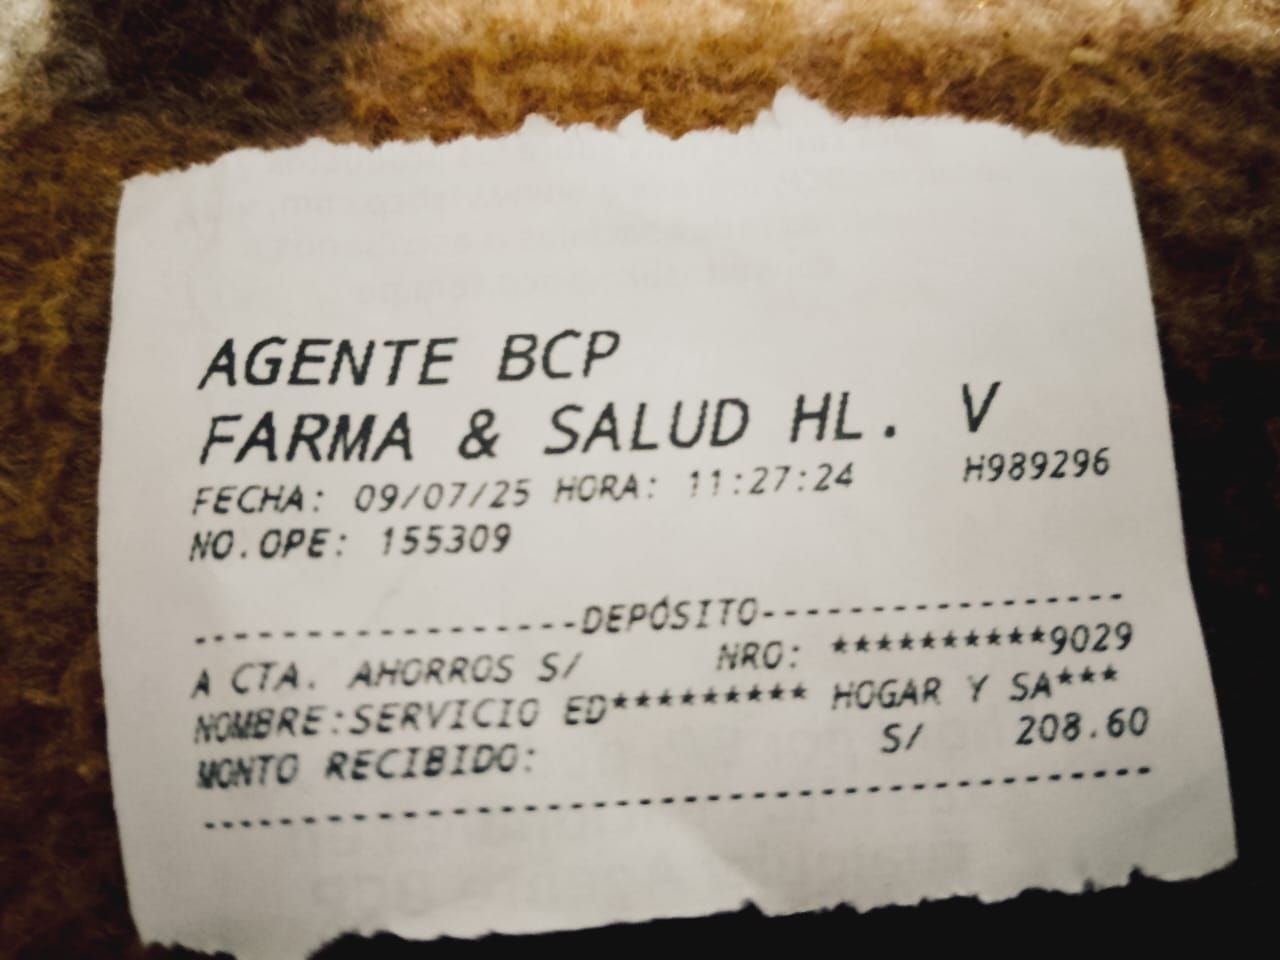 AGENTE BCP
FARMA & SALUD HL. V
FECHA: 09/07/25 HORA: 11:27:24 H989296
NO.OPE: 155309
-----------------DEPÓSITO----------------
A CTA. AHORROS S/ NRO: **********9029
NOMBRE:SERVICIO ED********* HOGAR Y SA***
MONTO RECIBIDO: S/ 208.60
------------------------------------------